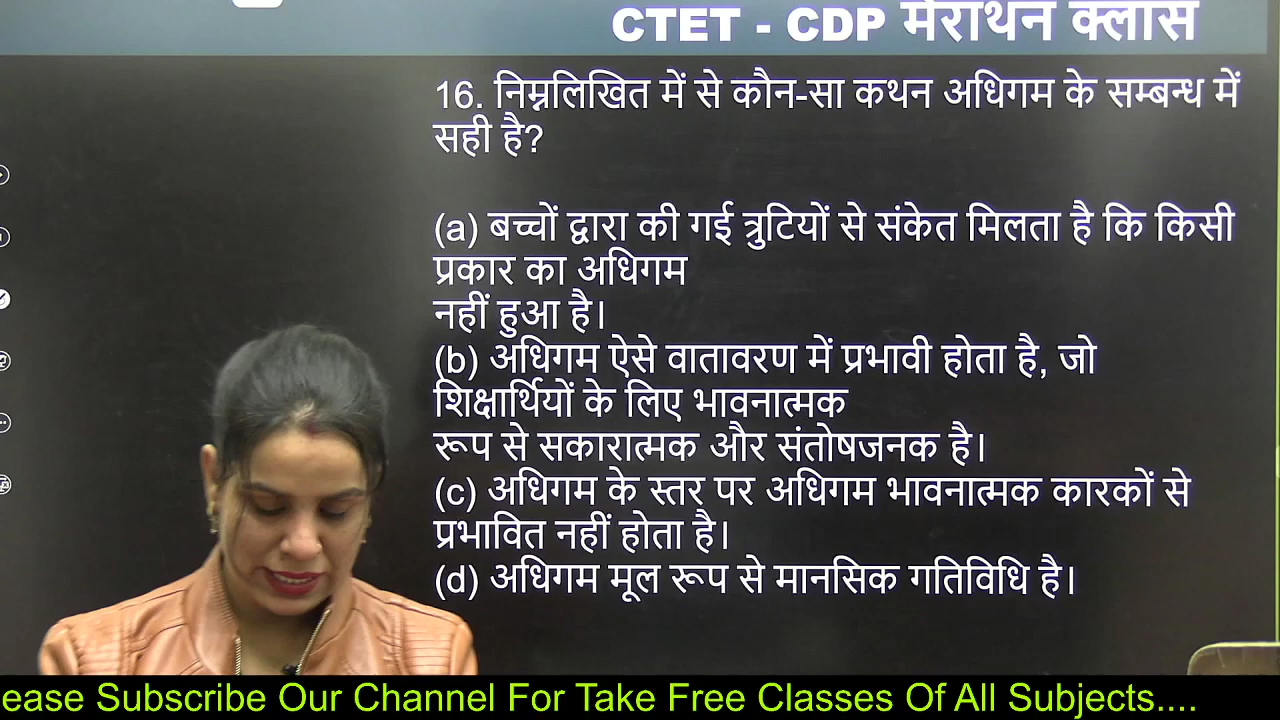 CTET - CDP मैराथन क्लास
16. निम्नलिखित में से कौन-सा कथन अधिगम के सम्बन्ध में
सही है?
(a) बच्चों द्वारा की गई त्रुटियों से संकेत मिलता है कि किसी
प्रकार का अधिगम
नहीं हुआ है।
(b) अधिगम ऐसे वातावरण में प्रभावी होता है, जो
शिक्षार्थियों के लिए भावनात्मक
रूप से सकारात्मक और संतोषजनक है।
(c) अधिगम के स्तर पर अधिगम भावनात्मक कारकों से
प्रभावित नहीं होता है।
(d) अधिगम मूल रूप से मानसिक गतिविधि है।
ease Subscribe Our Channel For Take Free Classes Of All Subjects....